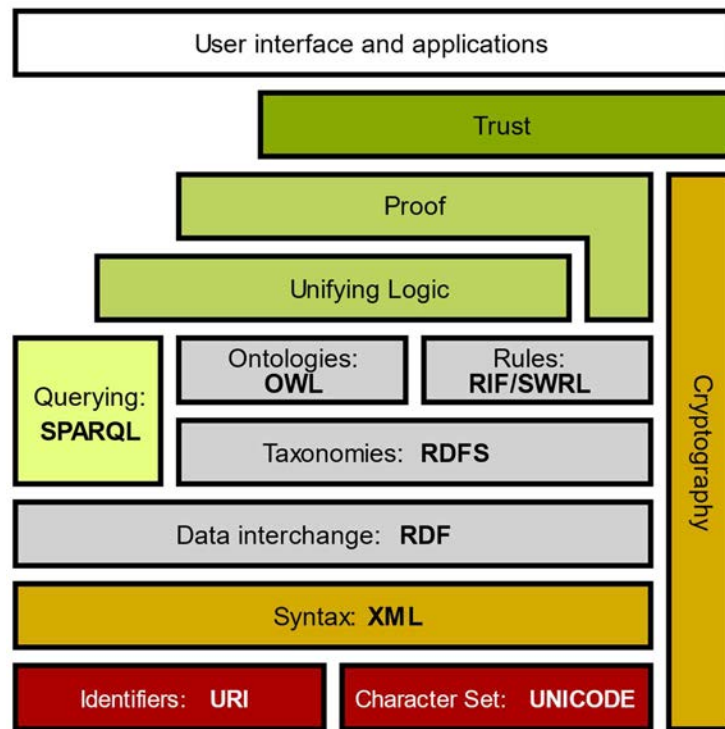 User interface and applications
Trust
Proof
Unifying Logic
Ontologies:
OWL
Rules:
RIF/SWRL
Querying:
SPARQL
Taxonomies: RDFS
Cryptography
Data interchange: RDF
Syntax: XML
Identifiers: URI
Character Set: UNICODE